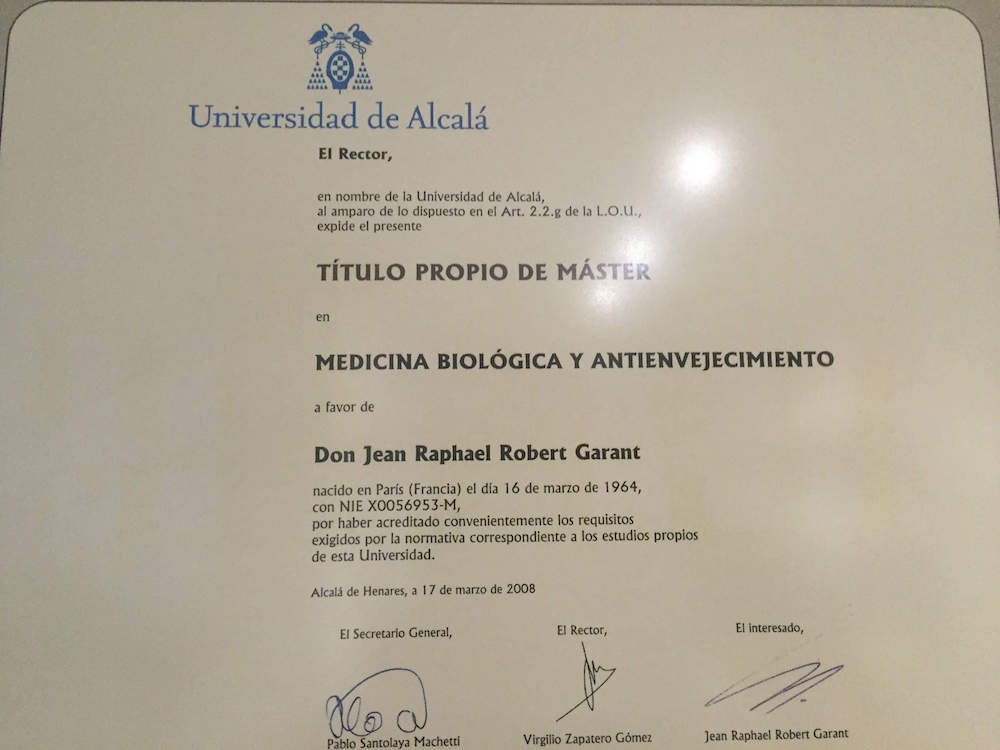 Universidad de Alcalá
El Rector,
en nombre de la Universidad de Alcalá,
al amparo de lo dispuesto en el Art. 2.2.g de la L.O.U.,
expide el presente
TÍTULO PROPIO DE MÁSTER
en
MEDICINA BIOLÓGICA Y ANTIENVEJECIMIENTO
a favor de
Don Jean Raphael Robert Garant
nacido en París (Francia) el día 16 de marzo de 1964,
con NIE X0056953-M,
por haber acreditado convenientemente los requisitos
exigidos por la normativa correspondiente a los estudios propios
de esta Universidad.
Alcalá de Henares, a 17 de marzo de 2008
El Secretario General,
El Rector,
El interesado,
Pablo Santolaya Machetti
Virgilio Zapatero Gómez
Jean Raphael Robert Garant